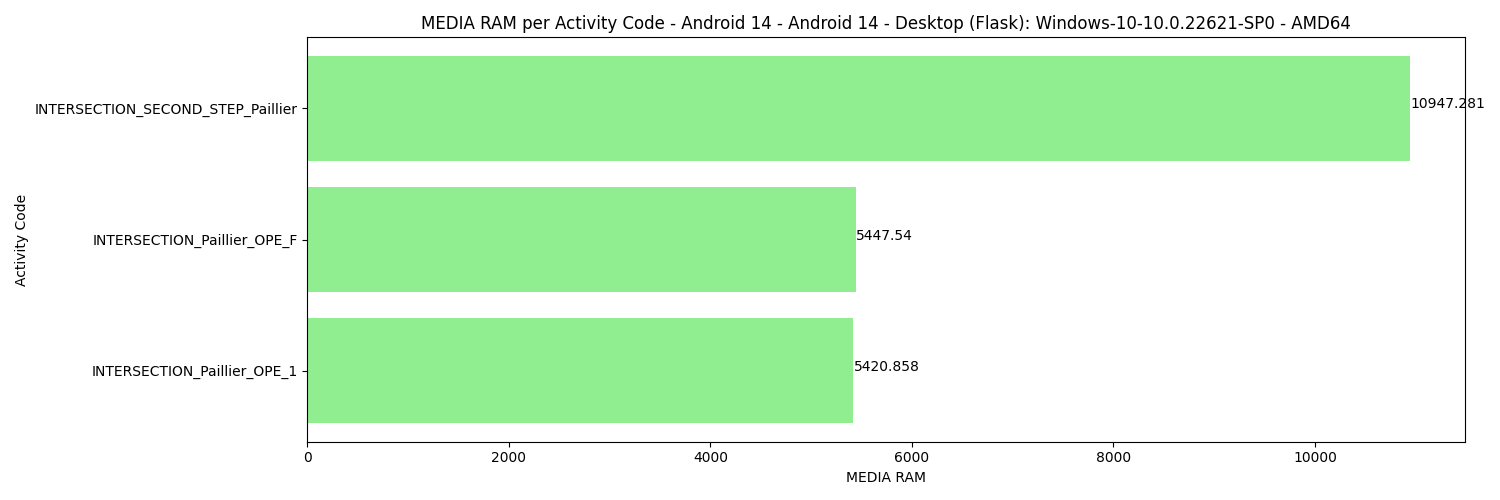 MEDIA RAM per Activity Code - Android 14 - Android 14 - Desktop (Flask): Windows-10-10.0.22621-SP0 - AMD64
INTERSECTION_SECOND_STEP_Paillier
10947.281
INTERSECTION_Paillier_OPE_F
5447.54
INTERSECTION_Paillier_OPE_1
5420.858
Activity Code
0 2000 4000 6000 8000 10000
MEDIA RAM